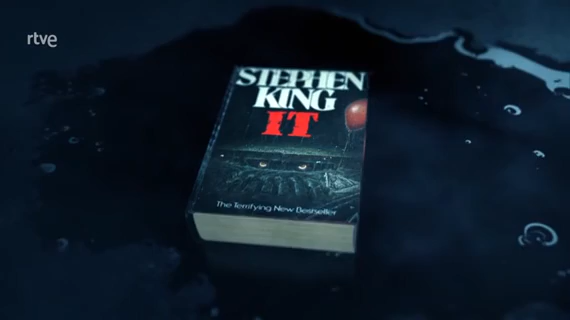 rtve
STEPHEN
KING
IT
The Terrifying New Bestseller